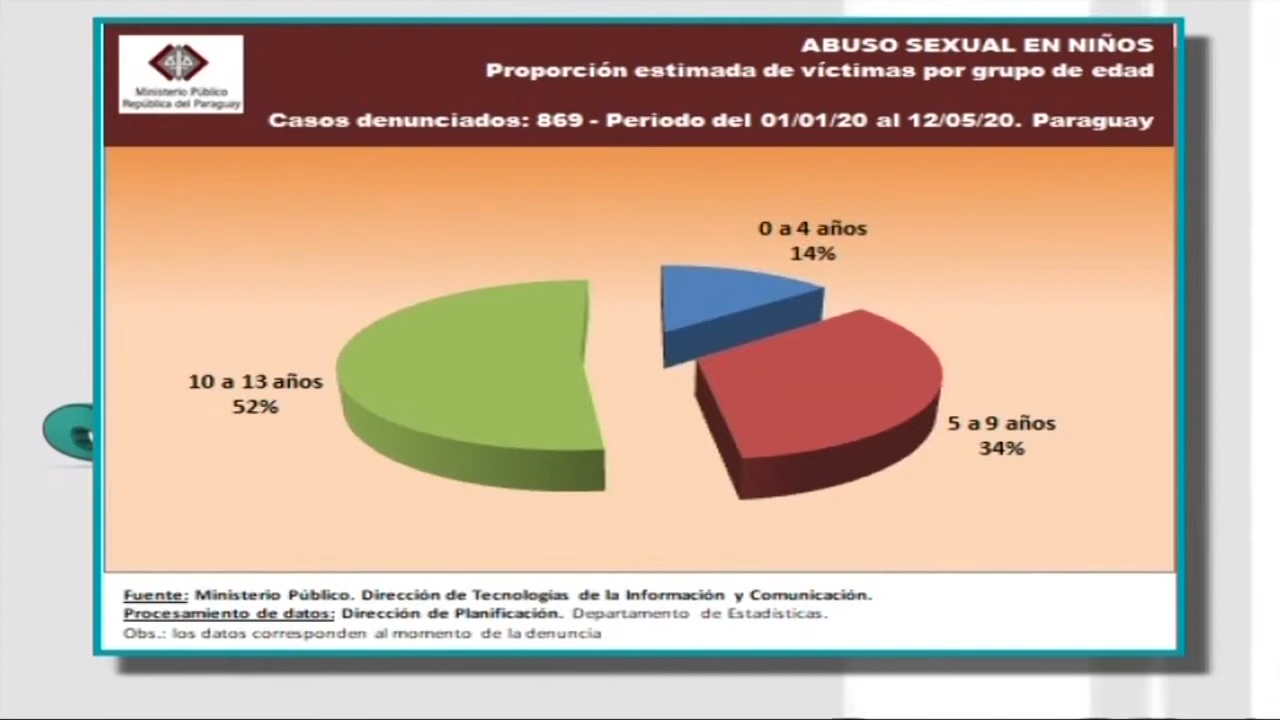 Ministerio Público
República del Paraguay
ABUSO SEXUAL EN NIÑOS
Proporción estimada de víctimas por grupo de edad
Casos denunciados: 869 - Periodo del 01/01/20 al 12/05/20. Paraguay
0 a 4 años
14%
10 a 13 años
52%
5 a 9 años
34%
Fuente: Ministerio Público. Dirección de Tecnologías de la Información y Comunicación.
Procesamiento de datos: Dirección de Planificación. Departamento de Estadísticas.
Obs.: los datos corresponden al momento de la denuncia